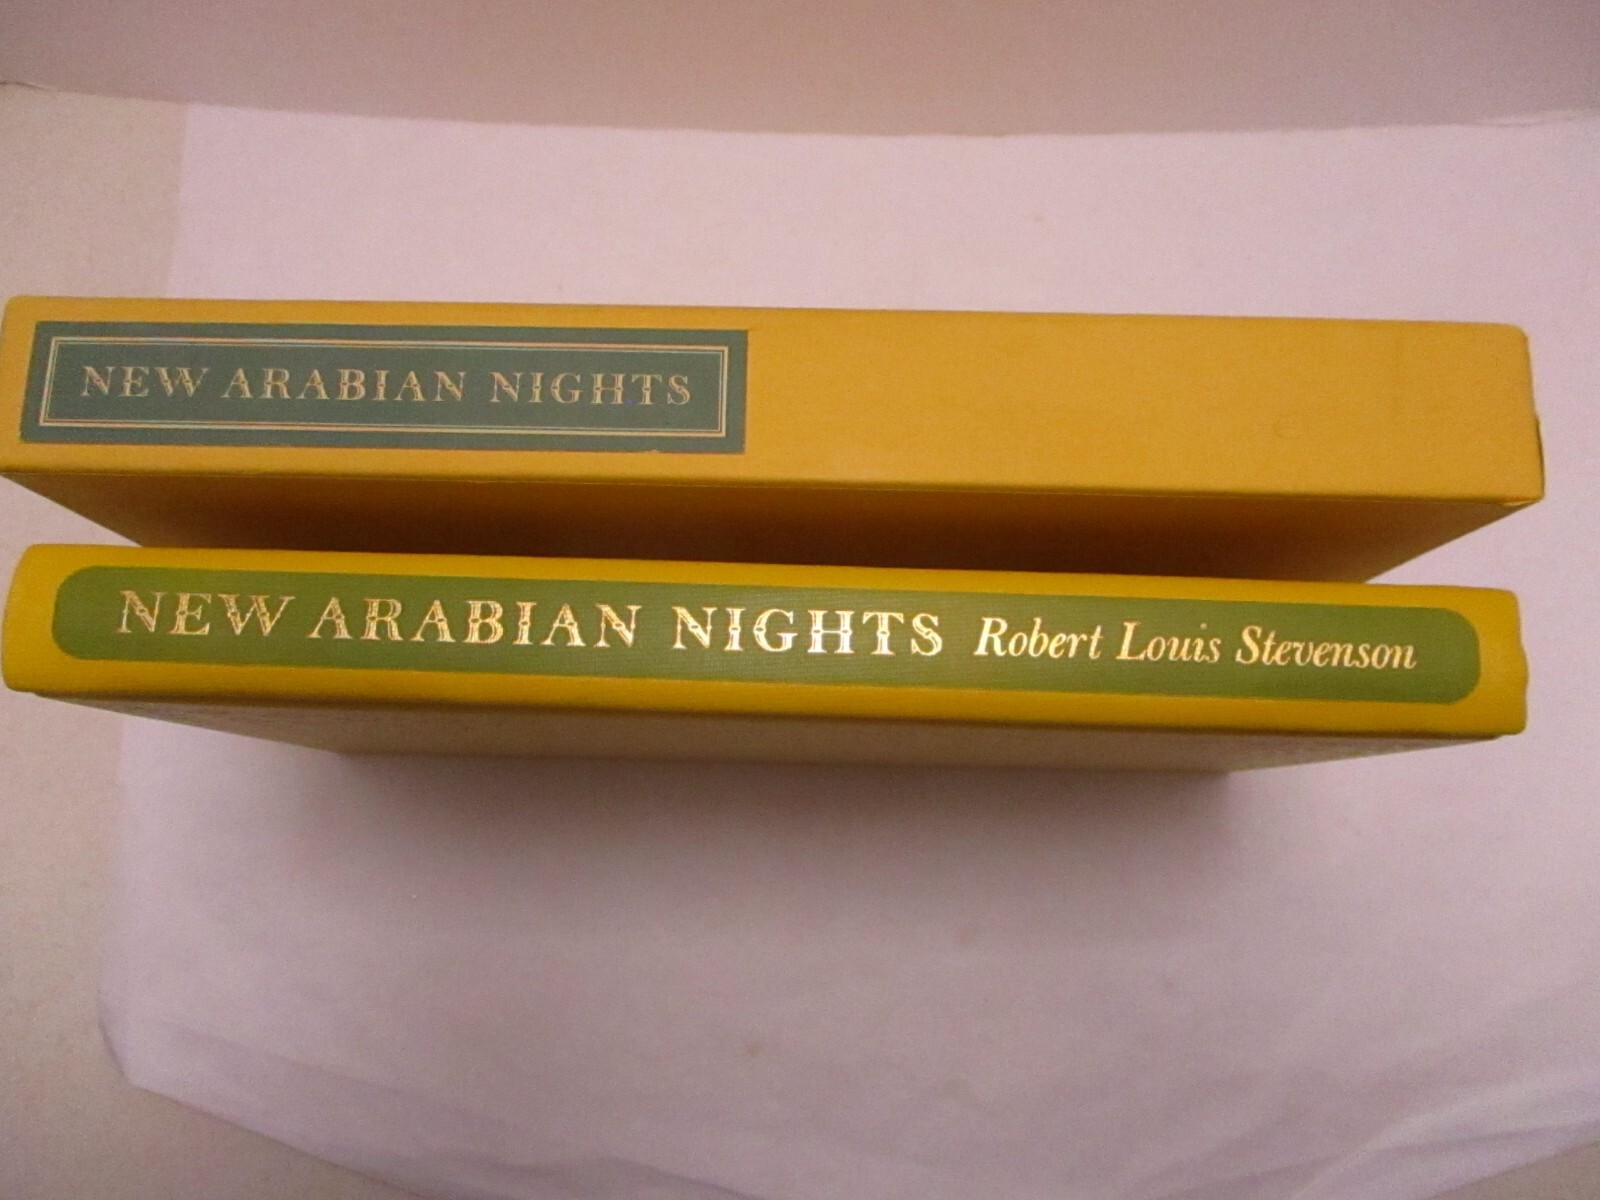 NEW ARABIAN NIGHTS
NEW ARABIAN NIGHTS Robert Louis Stevenson